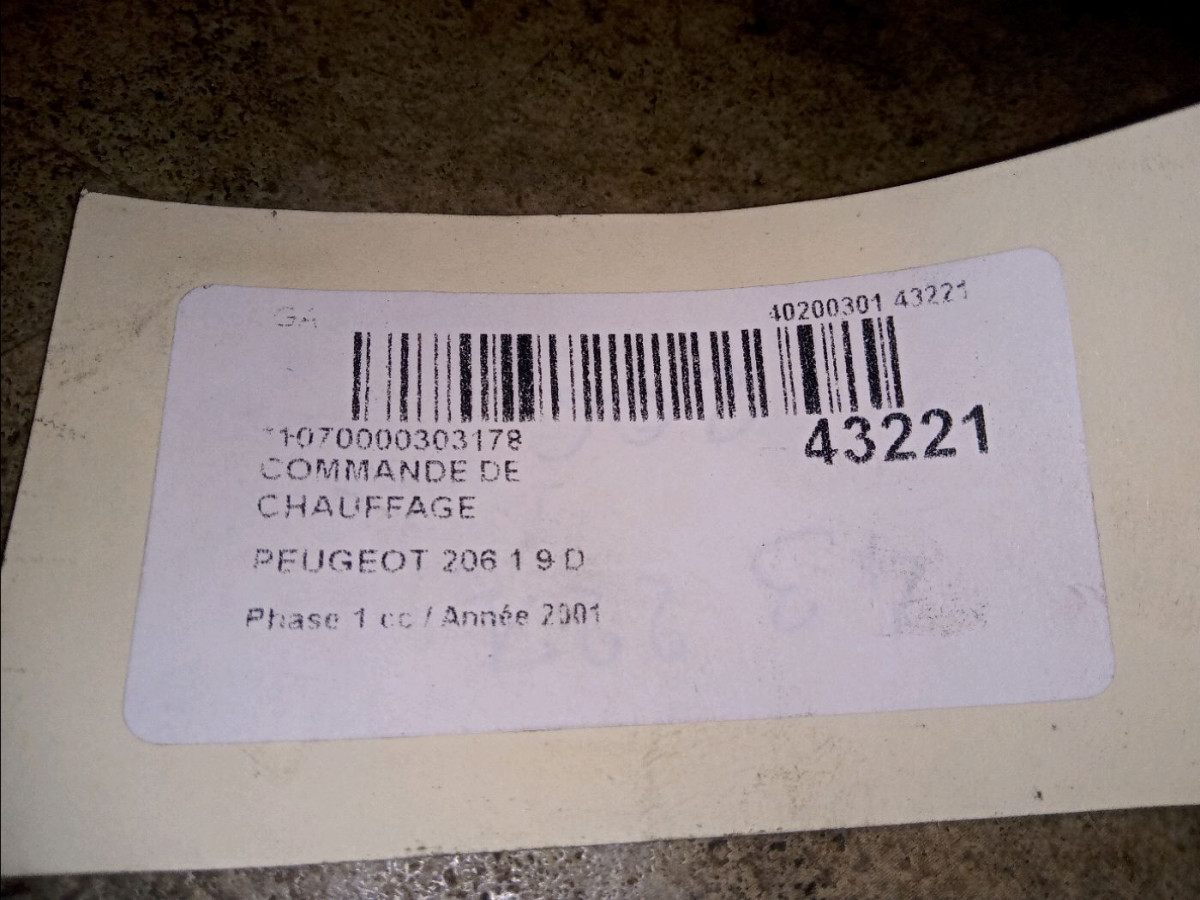 GA
40200301 43221
43221
11070000303178
COMMANDE DE
CHAUFFAGE
PEUGEOT 206 1 9 D
Phase 1 cc / Année 2001